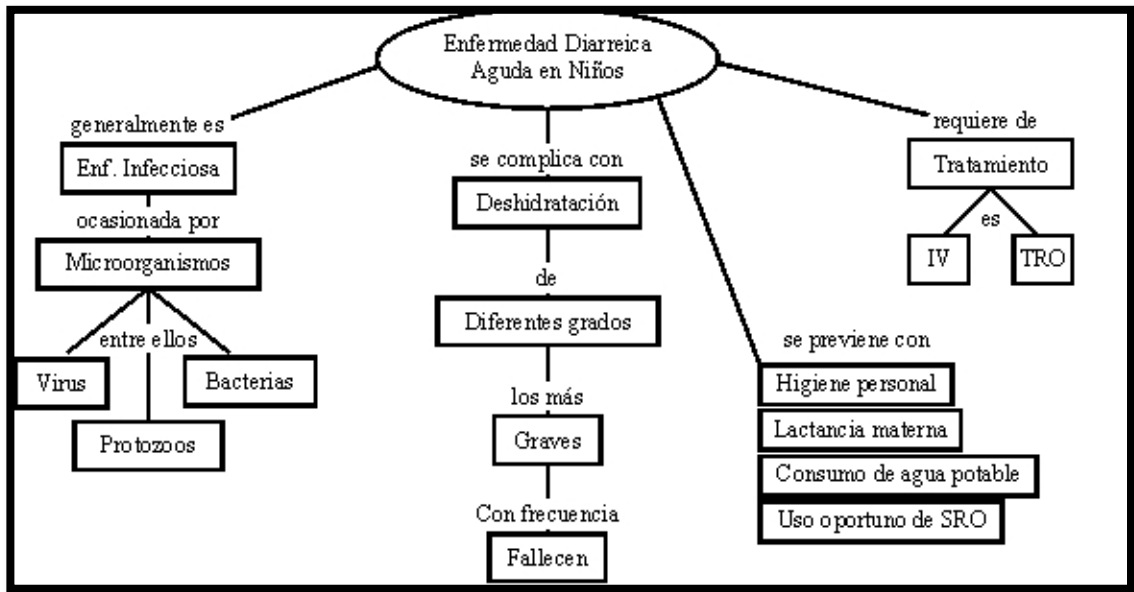 Enfermedad Diarreica
Aguda en Niños
generalmente es
Enf. Infecciosa
ocasionada por
Microorganismos
entre ellos
Virus
Bacterias
Protozoos
se complica con
Deshidratación
de
Diferentes grados
los más
Graves
Con frecuencia
Fallecen
se previene con
Higiene personal
Lactancia materna
Consumo de agua potable
Uso oportuno de SRO
requiere de
Tratamiento
es
IV
TRO